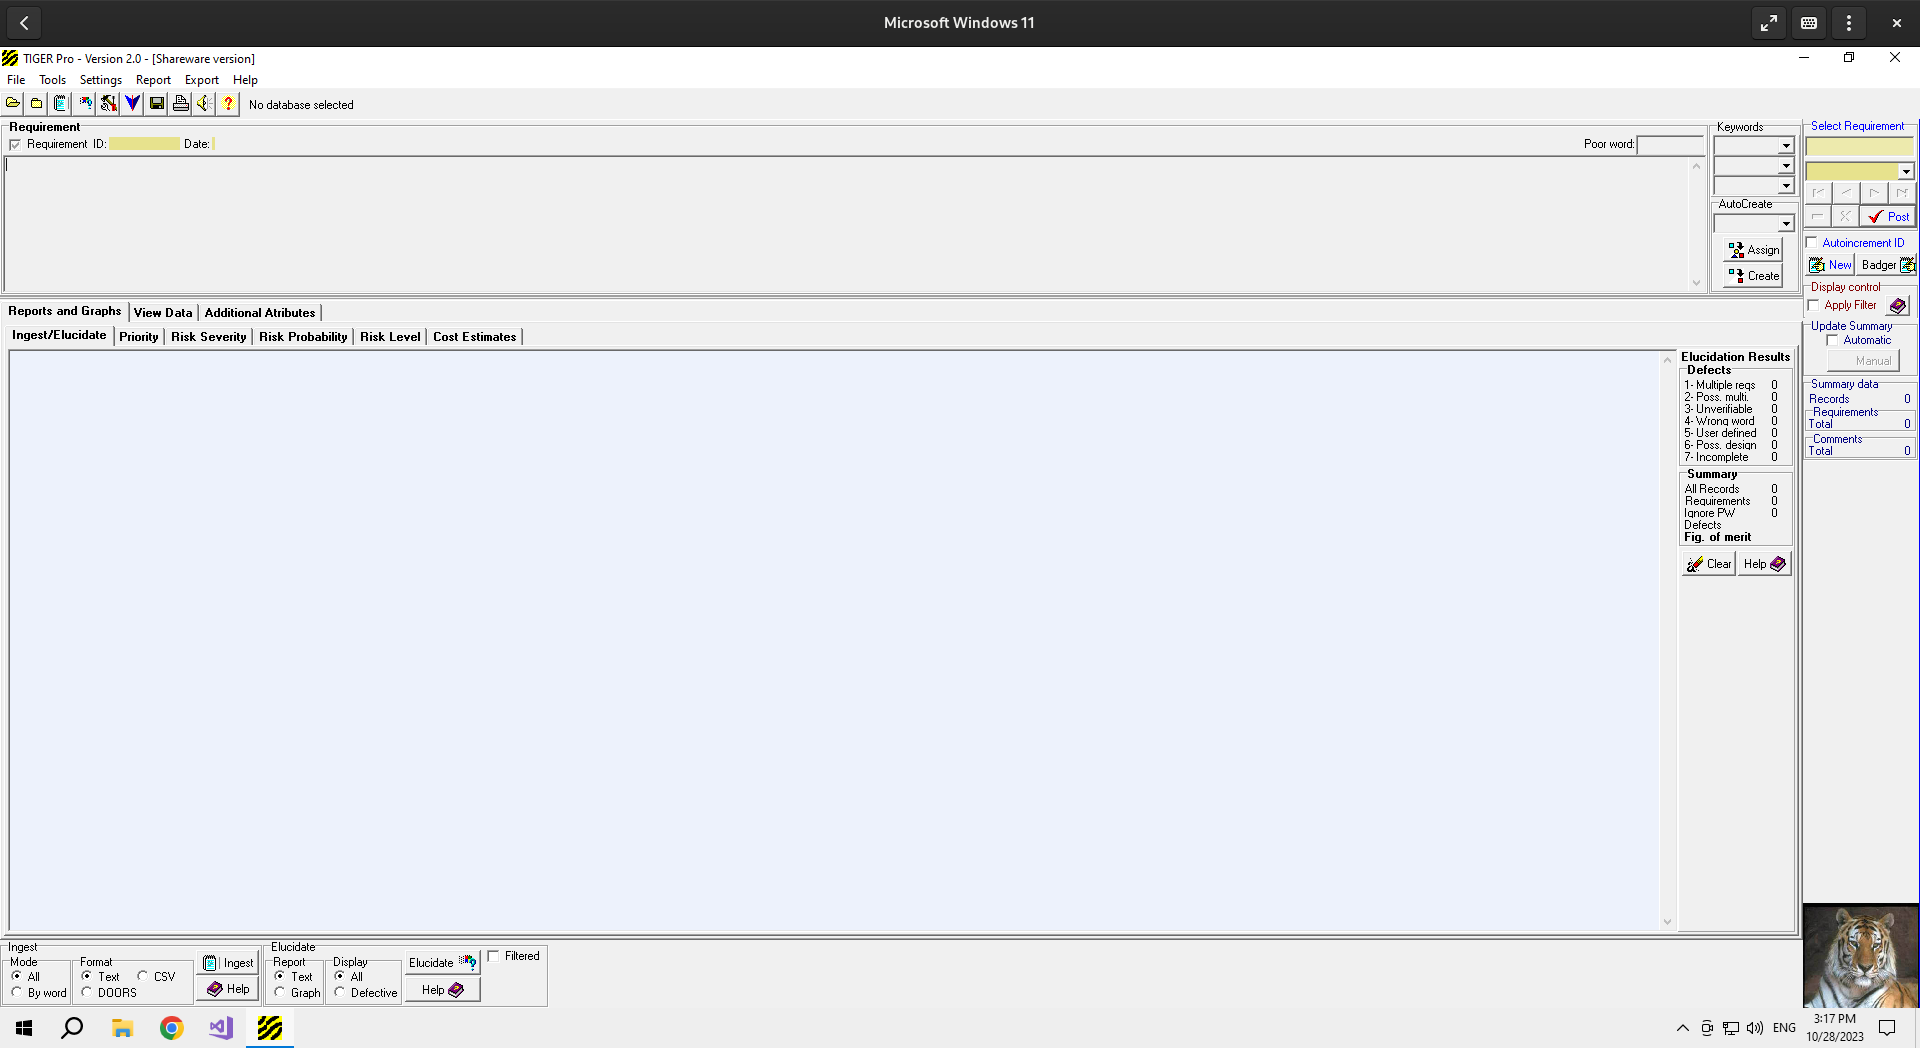 Microsoft Windows 11
TIGER Pro - Version 2.0 - [Shareware version]
File Tools Settings Report Export Help
No database selected
Requirement
Requirement ID: Date: Poor word:
Keywords
AutoCreate
Assign
Create
Select Requirement
Post
Autoincrement ID
New Badger
Display control
Apply Filter
Update Summary
Automatic
Manual
Summary data
Records 0
Requirements
Total 0
Comments
Total 0
Reports and Graphs View Data Additional Atributes
Ingest/Elucidate Priority Risk Severity Risk Probability Risk Level Cost Estimates
Elucidation Results
Defects
1- Multiple reqs 0
2- Poss. multi. 0
3- Unverifiable 0
4- Wrong word 0
5- User defined 0
6- Poss. design 0
7- Incomplete 0
Summary
All Records 0
Requirements 0
Ignore PW 0
Defects
Fig. of merit
Clear Help
Ingest
Mode
All
By word
Format
Text CSV
DOORS
Ingest
Help
Elucidate
Report
Text
Graph
Display
All
Defective
Elucidate
Help
Filtered
ENG
3:17 PM
10/28/2023